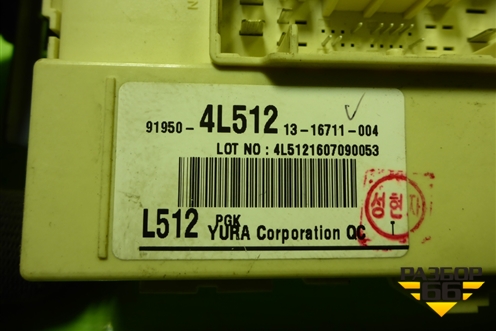 91950- 4L512 13-16711-004
LOT NO : 4L5121607090053
L512 PGK
YURA Corporation QC
성현
РАЗБОР
66